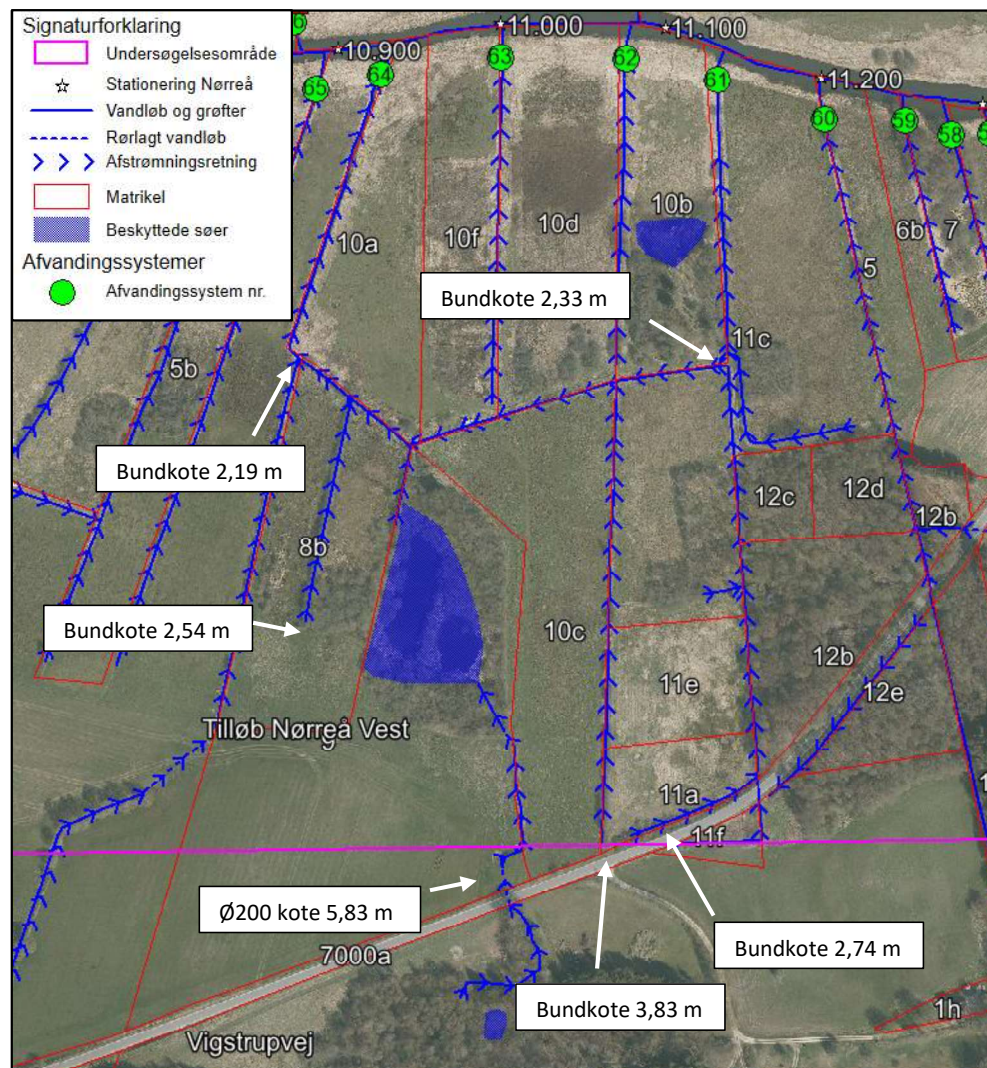 Signaturforklaring
Undersøgelsesområde
Stationering Nørreå
Vandløb og grøfter
Rørlagt vandløb
Afstrømningsretning
Matrikel
Beskyttede søer
Afvandingssystemer
Afvandingssystem nr.
10.900
11.000
11.100
11.200
65
64
63
62
61
60
59
58
10a
10f
10d
10b
5
6b
7
Bundkote 2,33 m
11c
5b
Bundkote 2,19 m
12c
12d
12b
8b
Bundkote 2,54 m
10c
11e
12b
12e
Tilløb Nørreå Vest
9
11a
11f
Ø200 kote 5,83 m
Bundkote 2,74 m
7000a
Bundkote 3,83 m
1h
Vigstrupvej